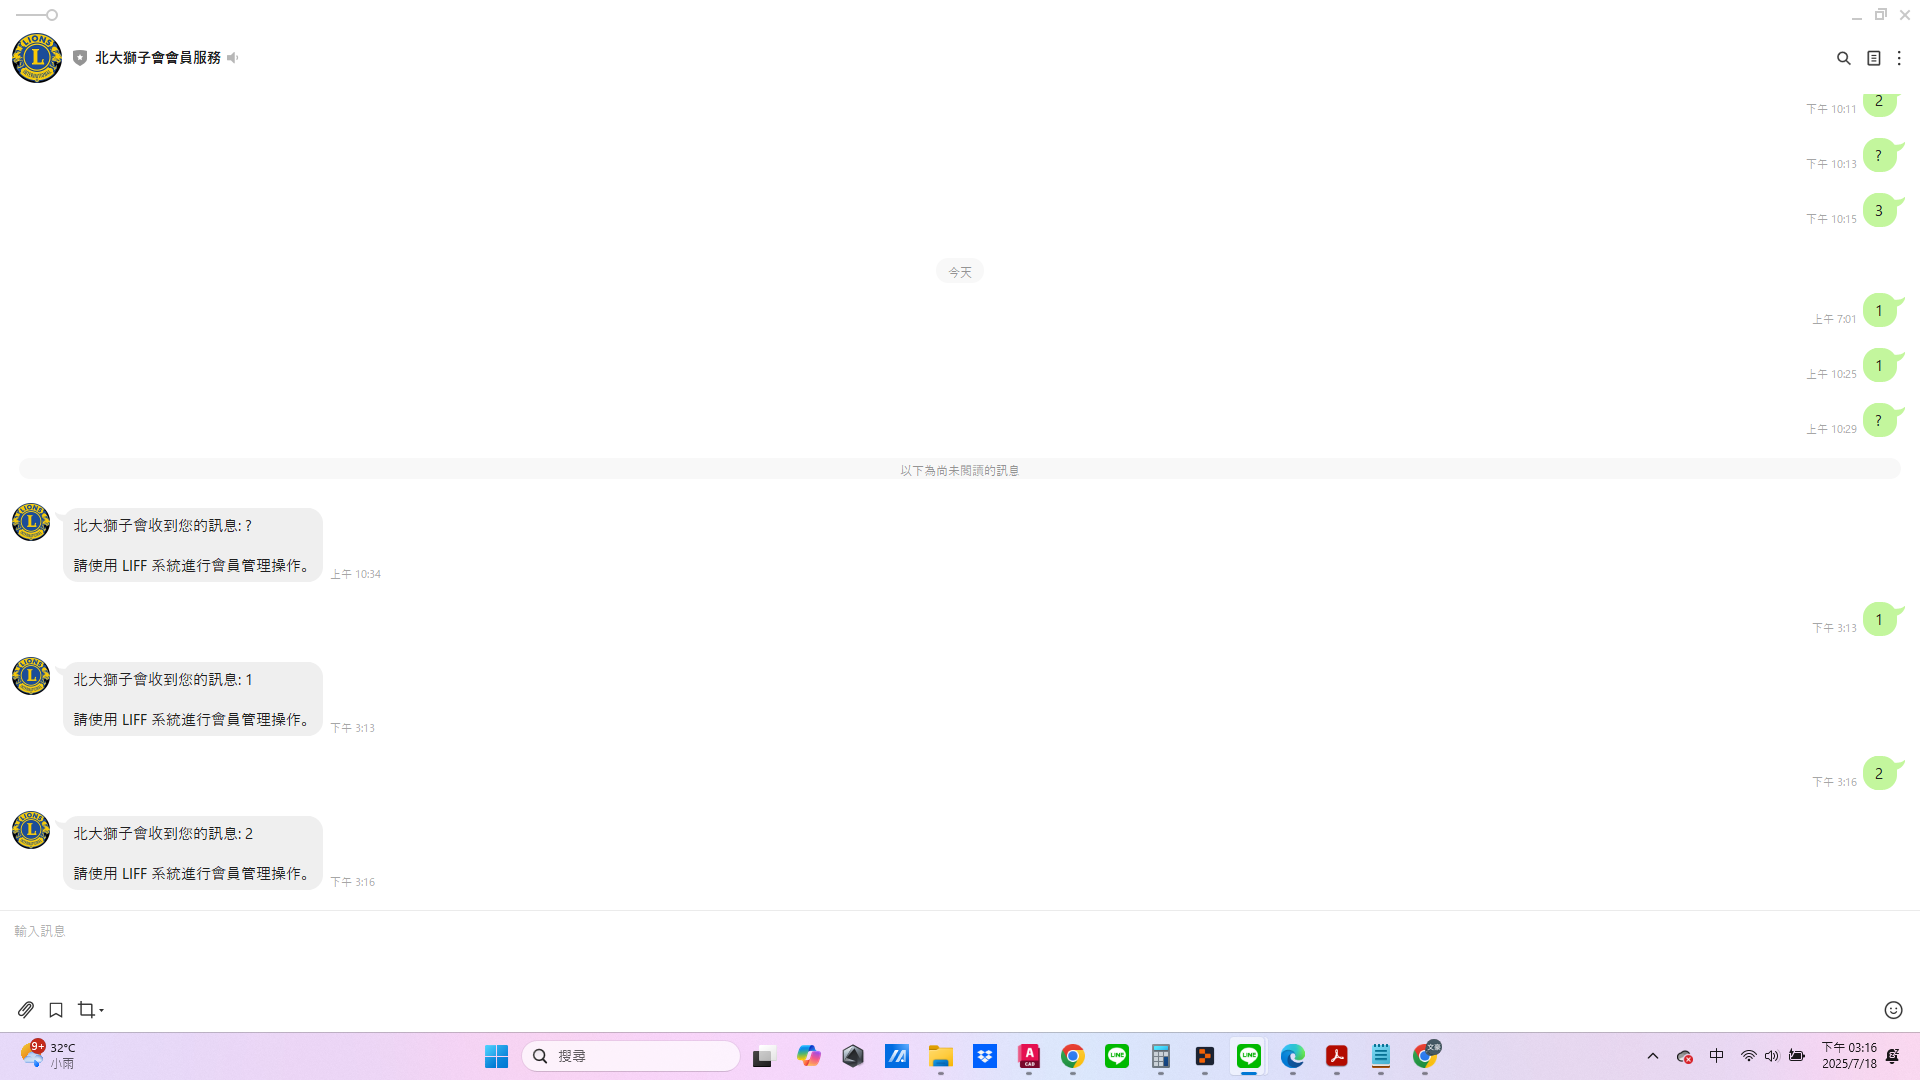 北大獅子會會員服務
2
下午 10:11
?
下午 10:13
3
下午 10:15
今天
1
上午 7:01
1
上午 10:25
?
上午 10:29
以下為尚未閱讀的訊息
北大獅子會收到您的訊息: ?
請使用 LIFF 系統進行會員管理操作。
上午 10:34
1
下午 3:13
北大獅子會收到您的訊息: 1
請使用 LIFF 系統進行會員管理操作。
下午 3:13
2
下午 3:16
北大獅子會收到您的訊息: 2
請使用 LIFF 系統進行會員管理操作。
下午 3:16
輸入訊息
9+
32°C
小雨
搜尋
中
下午 03:16
2025/7/18